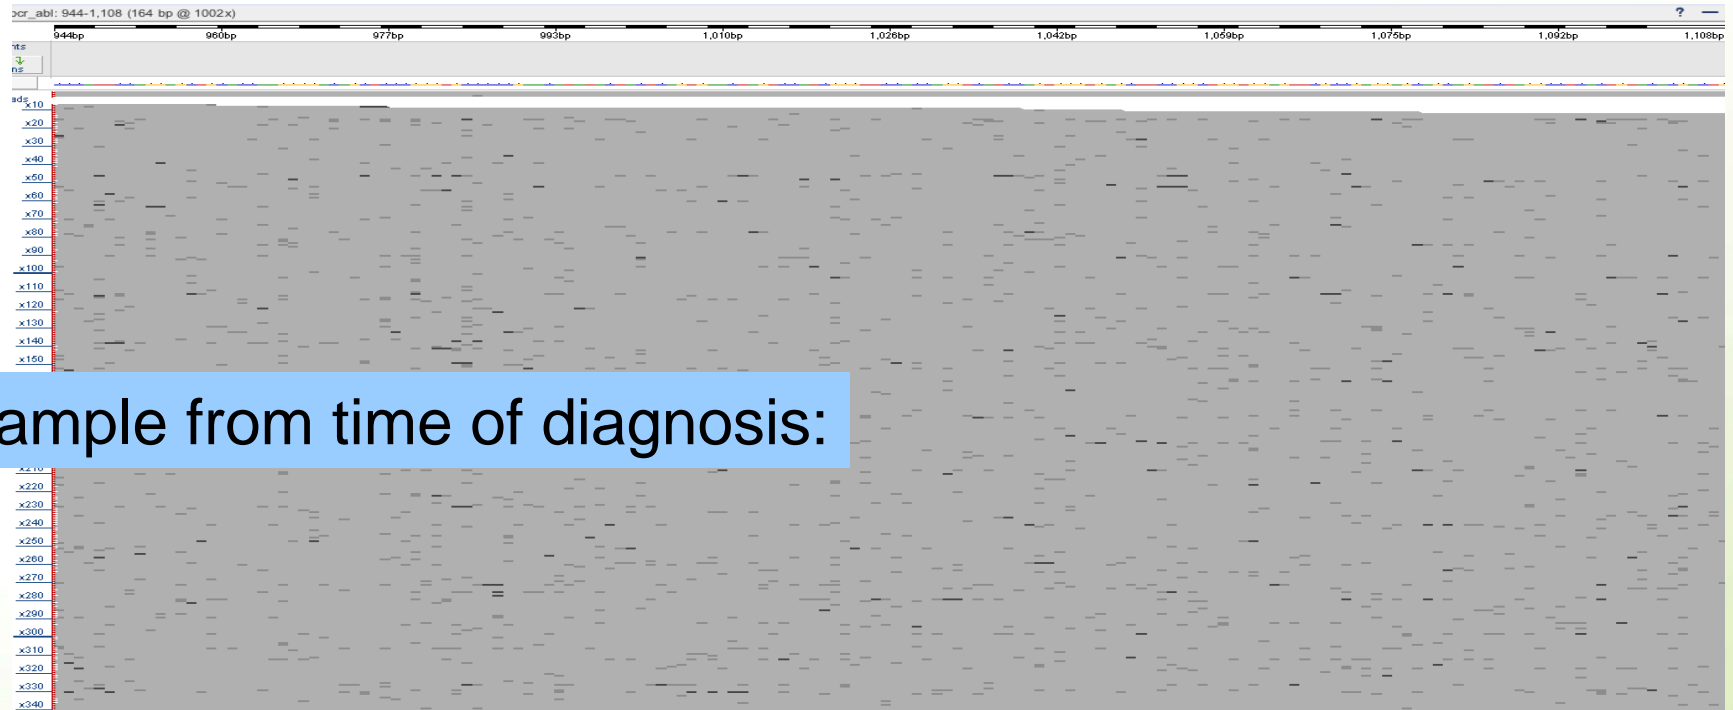 bcr_abl: 944-1,108 (164 bp @ 1002x) ? —
944bp 960bp 977bp 993bp 1,010bp 1,026bp 1,042bp 1,059bp 1,075bp 1,092bp 1,108bp
x10
x20
x30
x40
x50
x60
x70
x80
x90
x100
x110
x120
x130
x140
x150
ample from time of diagnosis:
x210
x220
x230
x240
x250
x260
x270
x280
x290
x300
x310
x320
x330
x340